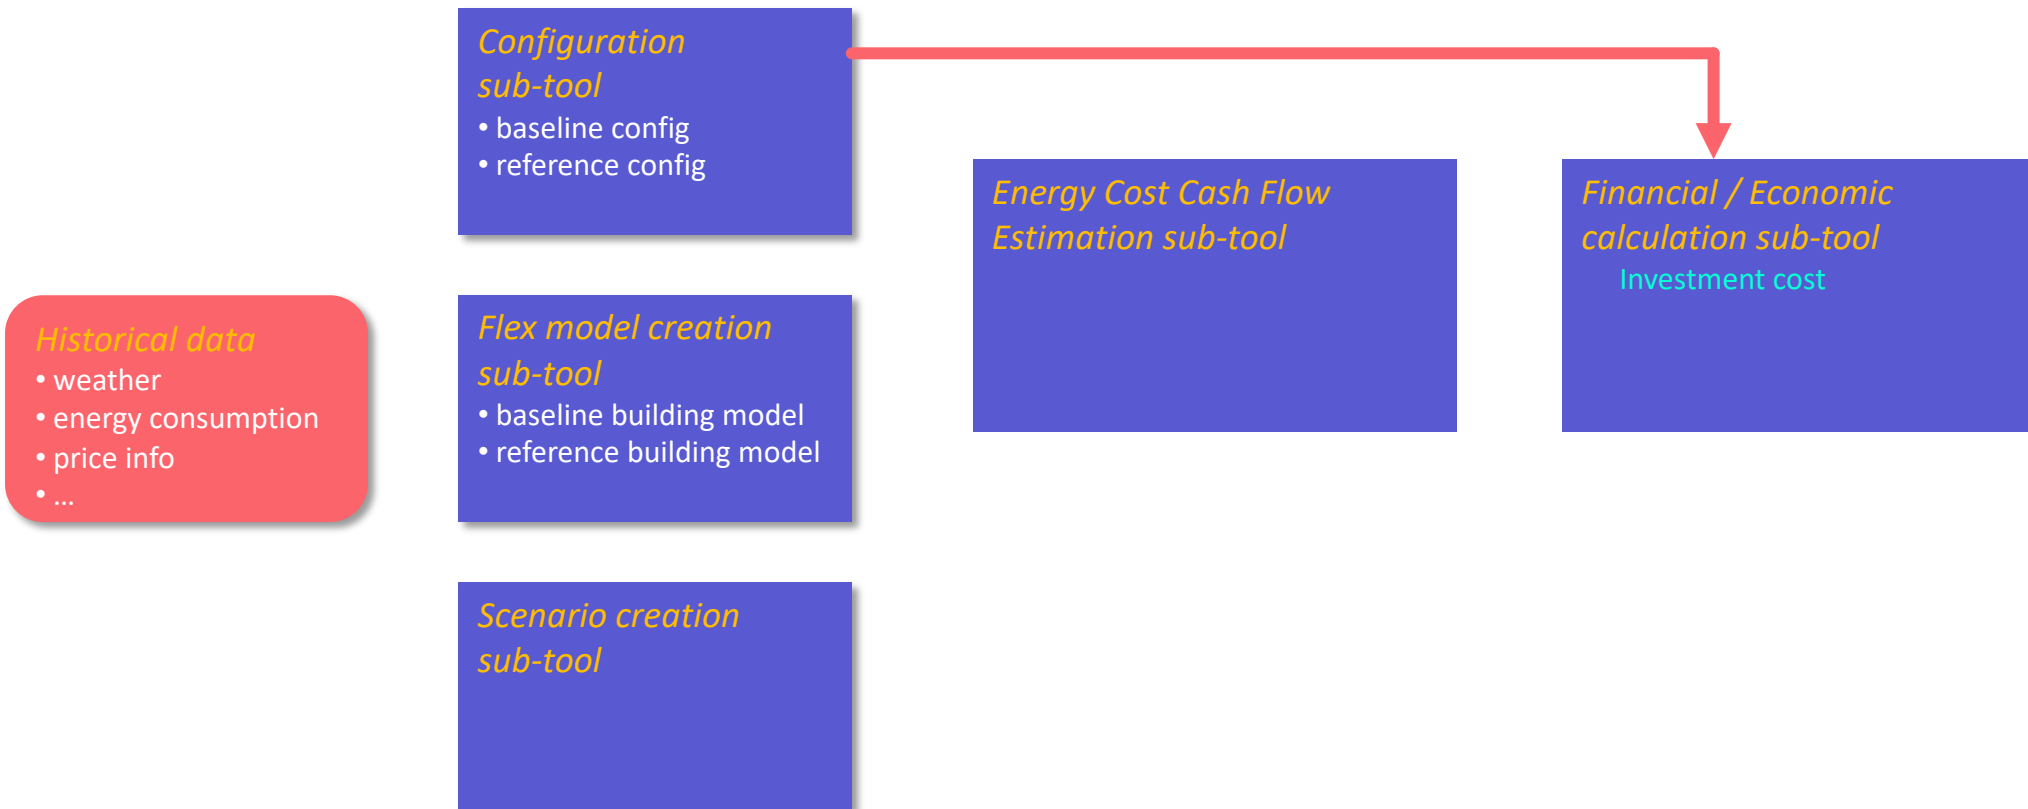 Configuration
sub-tool
• baseline config
• reference config
Energy Cost Cash Flow
Estimation sub-tool
Financial / Economic
calculation sub-tool
Investment cost
Historical data
• weather
• energy consumption
• price info
• ...
Flex model creation
sub-tool
• baseline building model
• reference building model
Scenario creation
sub-tool